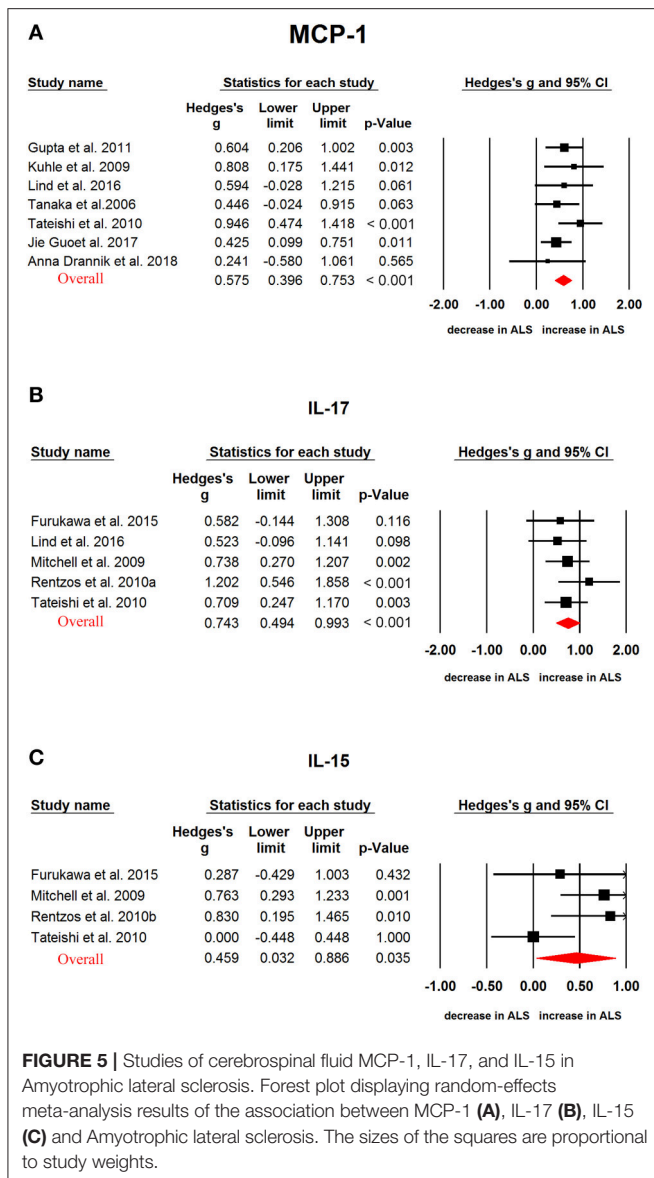 A
MCP-1
Study name Statistics for each study Hedges's g and 95% CI
Hedges's Lower Upper
g limit limit p-Value
Gupta et al. 2011 0.604 0.206 1.002 0.003
Kuhle et al. 2009 0.808 0.175 1.441 0.012
Lind et al. 2016 0.594 -0.028 1.215 0.061
Tanaka et al.2006 0.446 -0.024 0.915 0.063
Tateishi et al. 2010 0.946 0.474 1.418 < 0.001
Jie Guoet al. 2017 0.425 0.099 0.751 0.011
Anna Drannik et al. 2018 0.241 -0.580 1.061 0.565
Overall 0.575 0.396 0.753 < 0.001
-2.00 -1.00 0.00 1.00 2.00
decrease in ALS increase in ALS
B
IL-17
Study name Statistics for each study Hedges's g and 95% CI
Hedges's Lower Upper
g limit limit p-Value
Furukawa et al. 2015 0.582 -0.144 1.308 0.116
Lind et al. 2016 0.523 -0.096 1.141 0.098
Mitchell et al. 2009 0.738 0.270 1.207 0.002
Rentzos et al. 2010a 1.202 0.546 1.858 < 0.001
Tateishi et al. 2010 0.709 0.247 1.170 0.003
Overall 0.743 0.494 0.993 < 0.001
-2.00 -1.00 0.00 1.00 2.00
decrease in ALS increase in ALS
C
IL-15
Study name Statistics for each study Hedges's g and 95% CI
Hedges's Lower Upper
g limit limit p-Value
Furukawa et al. 2015 0.287 -0.429 1.003 0.432
Mitchell et al. 2009 0.763 0.293 1.233 0.001
Rentzos et al. 2010b 0.830 0.195 1.465 0.010
Tateishi et al. 2010 0.000 -0.448 0.448 1.000
Overall 0.459 0.032 0.886 0.035
-1.00 -0.50 0.00 0.50 1.00
decrease in ALS increase in ALS
FIGURE 5 | Studies of cerebrospinal fluid MCP-1, IL-17, and IL-15 in
Amyotrophic lateral sclerosis. Forest plot displaying random-effects
meta-analysis results of the association between MCP-1 (A), IL-17 (B), IL-15
(C) and Amyotrophic lateral sclerosis. The sizes of the squares are proportional
to study weights.